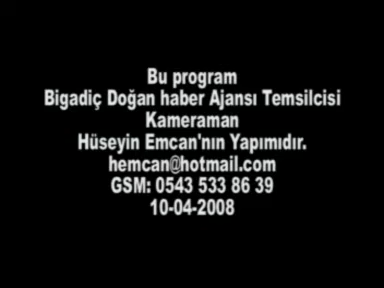 Bu program
Bigadiç Doğan haber Ajansı Temsilcisi
Kameraman
Hüseyin Emcan'nın Yapımıdır.
hemcan@hotmail.com
GSM: 0543 533 86 39
10-04-2008